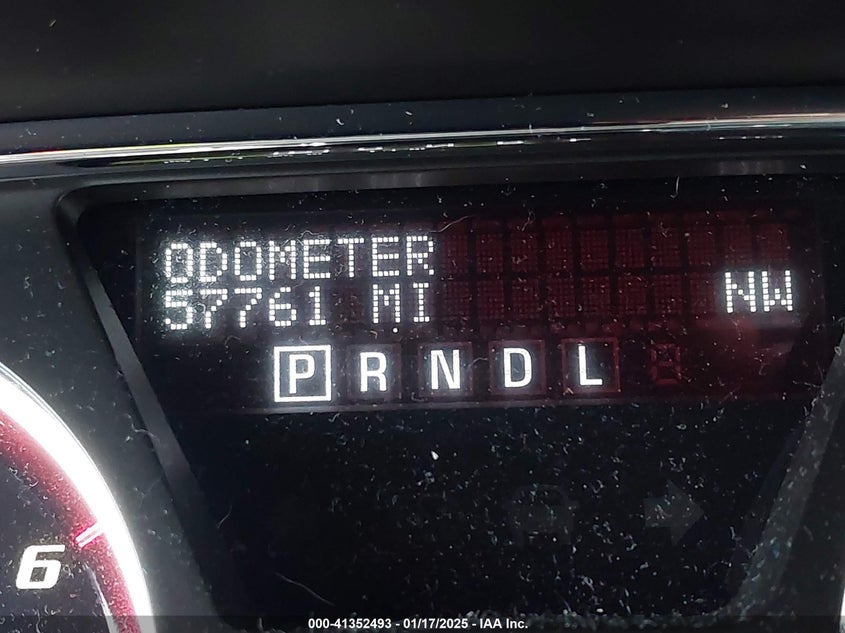 ODOMETER
57761 MI NW
P R N D L
6
000-41352493 - 01/17/2025 - IAA Inc.